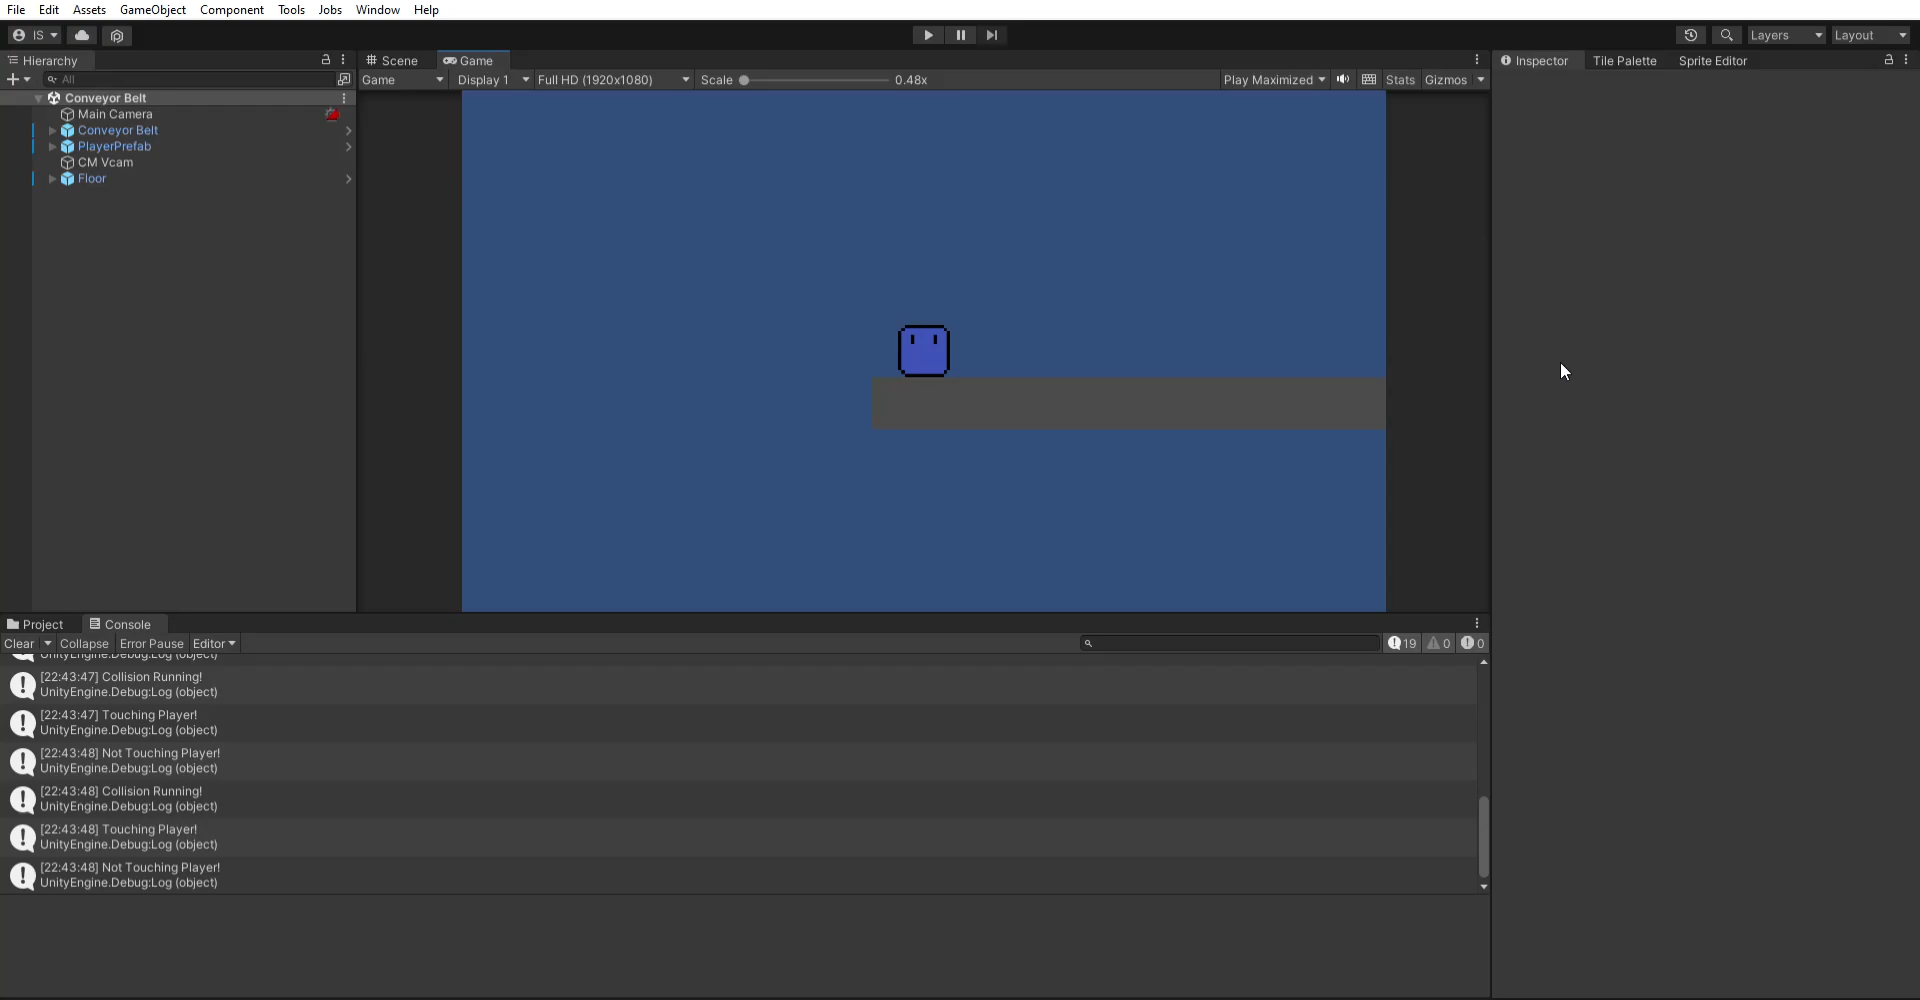 File Edit Assets GameObject Component Tools Jobs Window Help
IS Layers Layout
Hierarchy Scene Game Inspector Tile Palette Sprite Editor
All Game Display 1 Full HD (1920x1080) Scale 0.48x Play Maximized Stats Gizmos
Conveyor Belt
Main Camera
Conveyor Belt
PlayerPrefab
CM Vcam
Floor
Project Console
Clear Collapse Error Pause Editor 19 0 0
UnityEngine.Debug:Log (object)
[22:43:47] Collision Running!
UnityEngine.Debug:Log (object)
[22:43:47] Touching Player!
UnityEngine.Debug:Log (object)
[22:43:48] Not Touching Player!
UnityEngine.Debug:Log (object)
[22:43:48] Collision Running!
UnityEngine.Debug:Log (object)
[22:43:48] Touching Player!
UnityEngine.Debug:Log (object)
[22:43:48] Not Touching Player!
UnityEngine.Debug:Log (object)